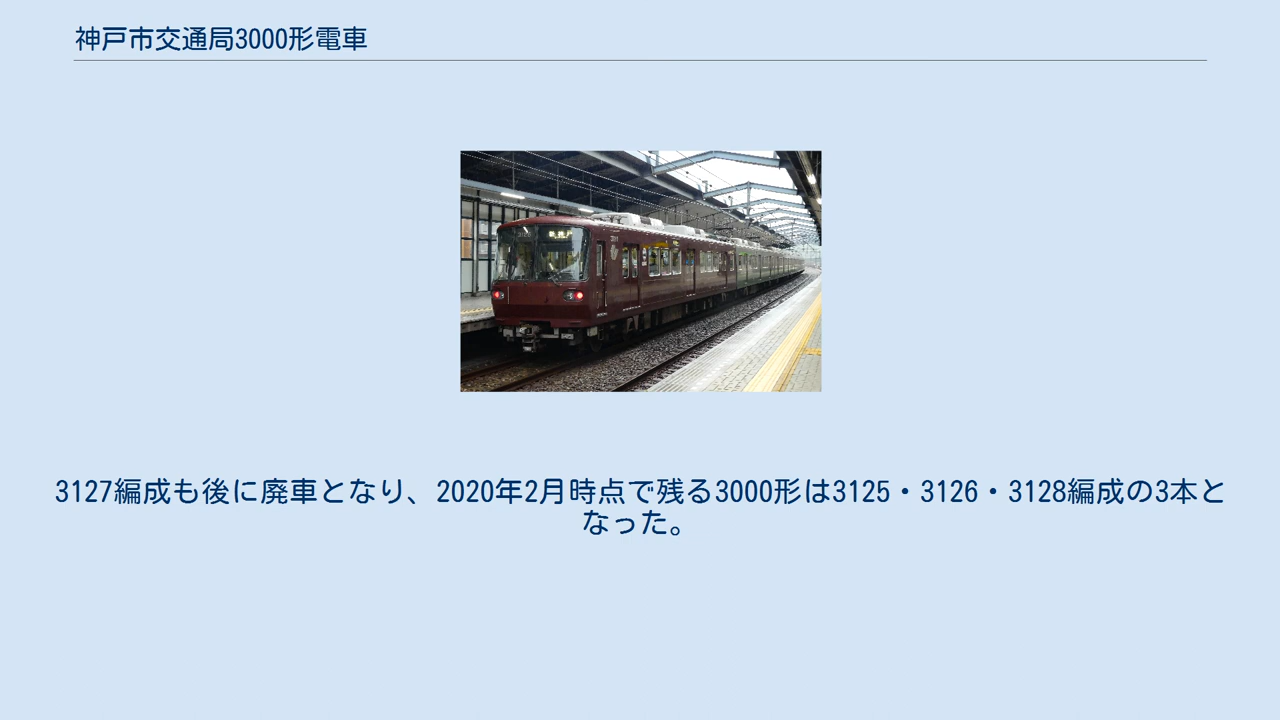 神戸市交通局3000形電車
3127編成も後に廃車となり、2020年2月時点で残る3000形は3125・3126・3128編成の3本と
なった。